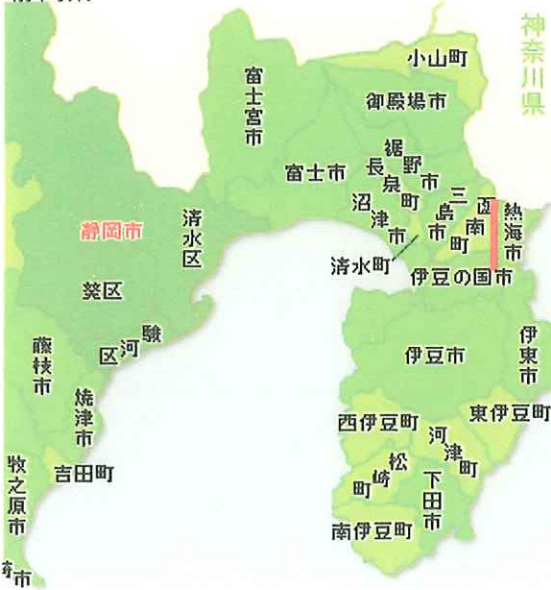 神奈川県
小山町
御殿場市
富士宮市
裾野市
長泉町
富士市
沼津市
三島市
函南町
熱海市
清水町
伊豆の国市
静岡市
清水区
葵区
駿河区
藤枝市
焼津市
吉田町
牧之原市
伊豆市
伊東市
東伊豆町
西伊豆町
河津町
松崎町
下田市
南伊豆町
市